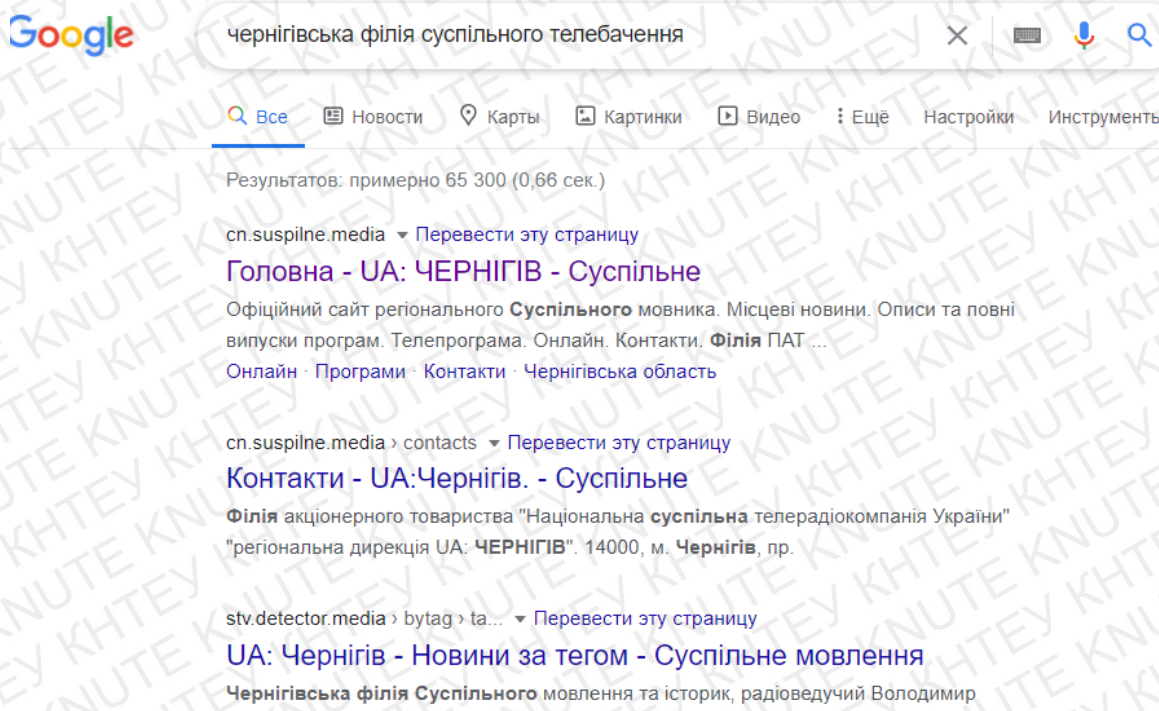 Google
чернігівська філія суспільного телебачення
Все Новости Карты Картинки Видео Ещё Настройки Инструменты
Результатов: примерно 65 300 (0,66 сек.)
cn.suspilne.media Перевести эту страницу
Головна - UA: ЧЕРНІГІВ - Суспільне
Офіційний сайт регіонального Суспільного мовника. Місцеві новини. Описи та повні
випуски програм. Телепрограма. Онлайн. Контакти. Філія ПАТ ...
Онлайн · Програми · Контакти · Чернігівська область
cn.suspilne.media › contacts Перевести эту страницу
Контакти - UA:Чернігів. - Суспільне
Філія акціонерного товариства "Національна суспільна телерадіокомпанія України"
"регіональна дирекція UA: ЧЕРНІГІВ". 14000, м. Чернігів, пр.
stv.detector.media › bytag › ta... Перевести эту страницу
UA: Чернігів - Новини за тегом - Суспільне мовлення
Чернігівська філія Суспільного мовлення та історик, радіоведучий Володимир